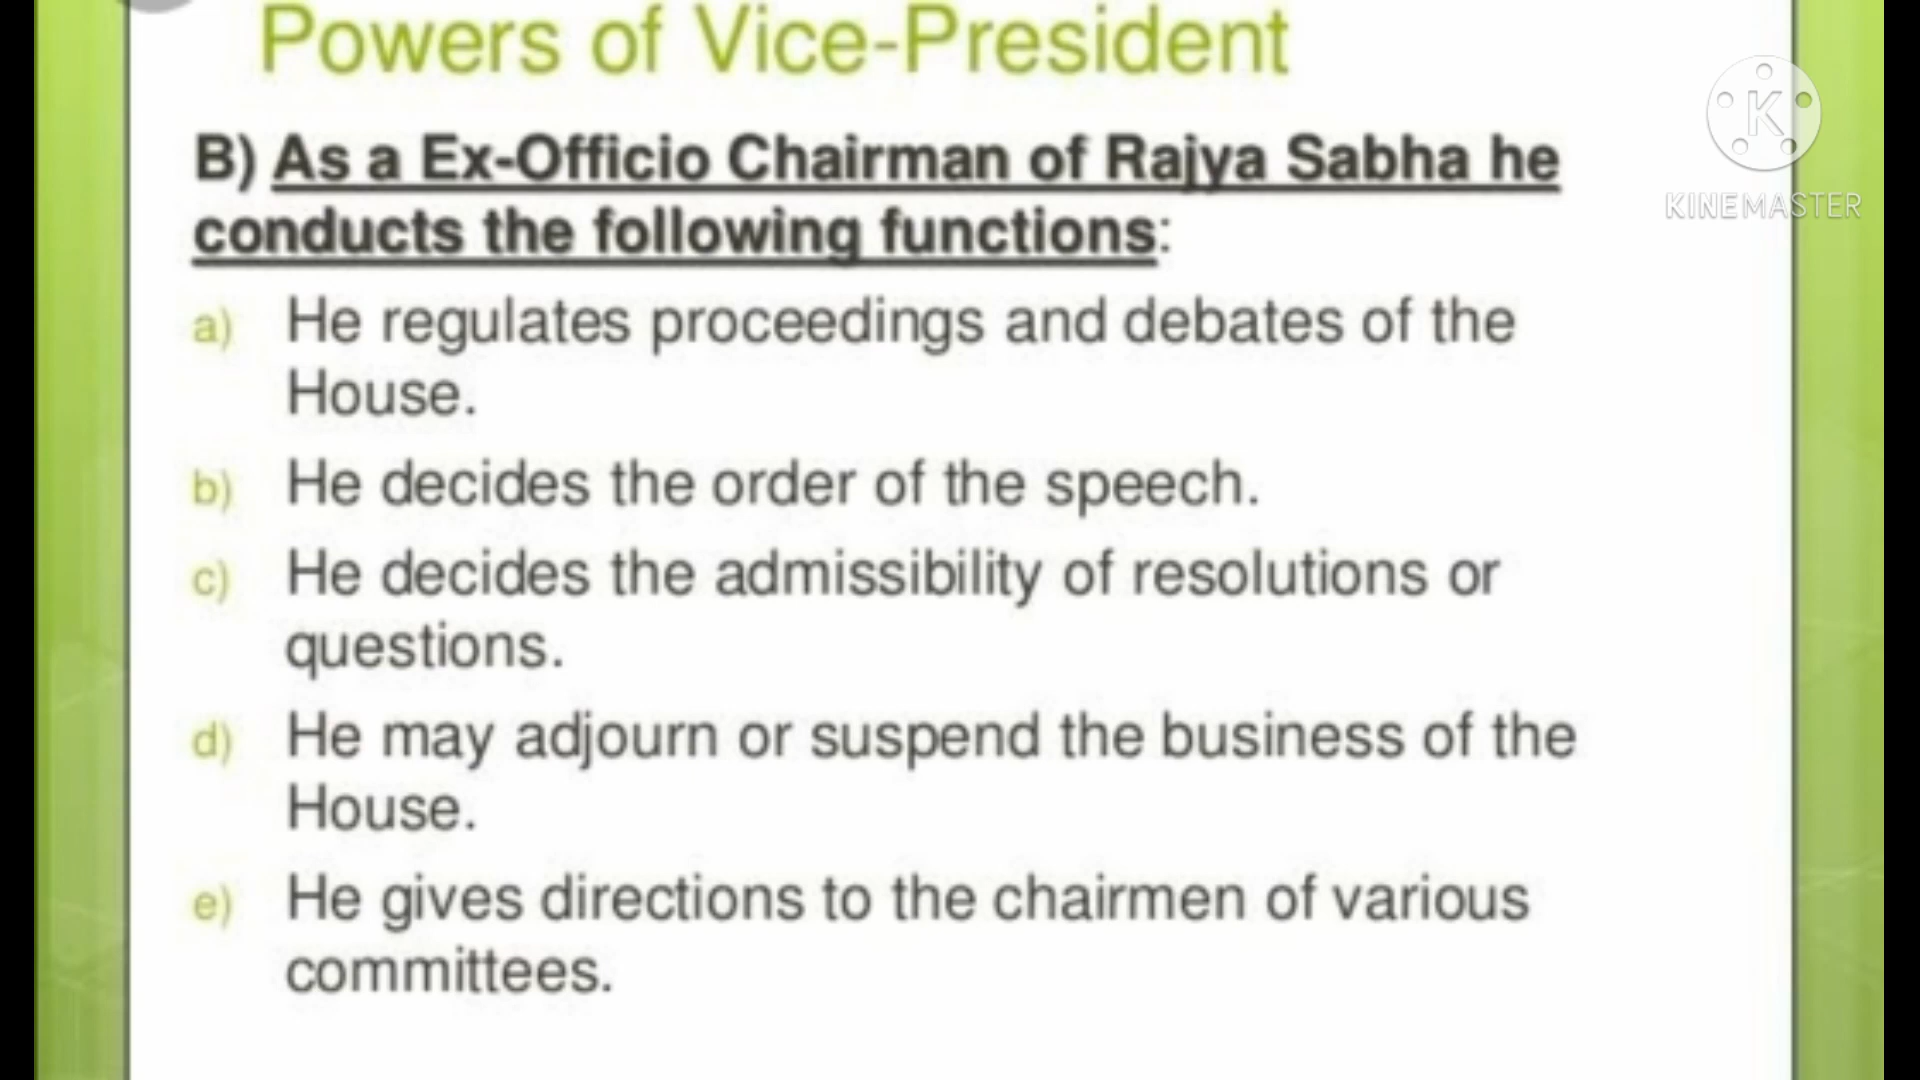 Powers of Vice-President
B) As a Ex-Officio Chairman of Rajya Sabha he
conducts the following functions:
a) He regulates proceedings and debates of the
House.
b) He decides the order of the speech.
c) He decides the admissibility of resolutions or
questions.
d) He may adjourn or suspend the business of the
House.
e) He gives directions to the chairmen of various
committees.
K
KINEMASTER